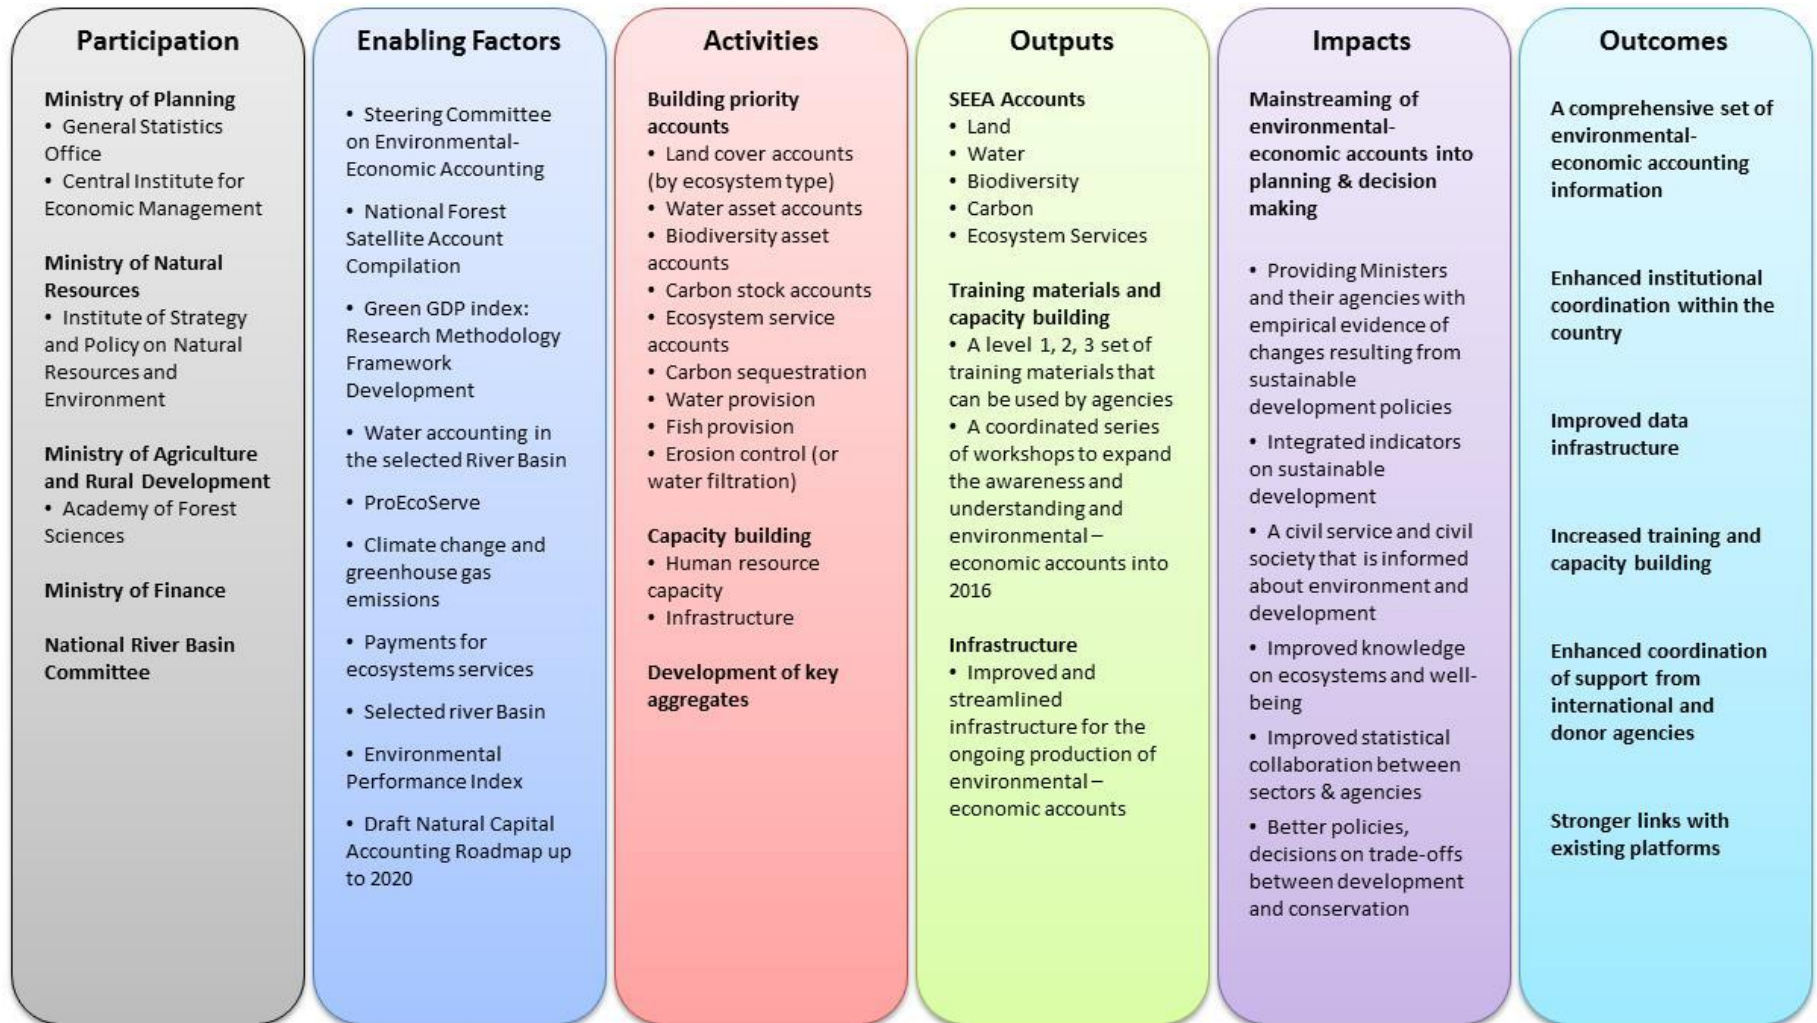 Participation
Ministry of Planning
• General Statistics
Office
• Central Institute for
Economic Management
Ministry of Natural
Resources
• Institute of Strategy
and Policy on Natural
Resources and
Environment
Ministry of Agriculture
and Rural Development
• Academy of Forest
Sciences
Ministry of Finance
National River Basin
Committee
Enabling Factors
• Steering Committee
on Environmental-
Economic Accounting
• National Forest
Satellite Account
Compilation
• Green GDP index:
Research Methodology
Framework
Development
• Water accounting in
the selected River Basin
• ProEcoServe
• Climate change and
greenhouse gas
emissions
• Payments for
ecosystems services
• Selected river Basin
• Environmental
Performance Index
• Draft Natural Capital
Accounting Roadmap up
to 2020
Activities
Building priority
accounts
• Land cover accounts
(by ecosystem type)
• Water asset accounts
• Biodiversity asset
accounts
• Carbon stock accounts
• Ecosystem service
accounts
• Carbon sequestration
• Water provision
• Fish provision
• Erosion control (or
water filtration)
Capacity building
• Human resource
capacity
• Infrastructure
Development of key
aggregates
Outputs
SEEA Accounts
• Land
• Water
• Biodiversity
• Carbon
• Ecosystem Services
Training materials and
capacity building
• A level 1, 2, 3 set of
training materials that
can be used by agencies
• A coordinated series
of workshops to expand
the awareness and
understanding and
environmental –
economic accounts into
2016
Infrastructure
• Improved and
streamlined
infrastructure for the
ongoing production of
environmental –
economic accounts
Impacts
Mainstreaming of
environmental-
economic accounts into
planning & decision
making
• Providing Ministers
and their agencies with
empirical evidence of
changes resulting from
sustainable
development policies
• Integrated indicators
on sustainable
development
• A civil service and civil
society that is informed
about environment and
development
• Improved knowledge
on ecosystems and well-
being
• Improved statistical
collaboration between
sectors & agencies
• Better policies,
decisions on trade-offs
between development
and conservation
Outcomes
A comprehensive set of
environmental-
economic accounting
information
Enhanced institutional
coordination within the
country
Improved data
infrastructure
Increased training and
capacity building
Enhanced coordination
of support from
international and
donor agencies
Stronger links with
existing platforms